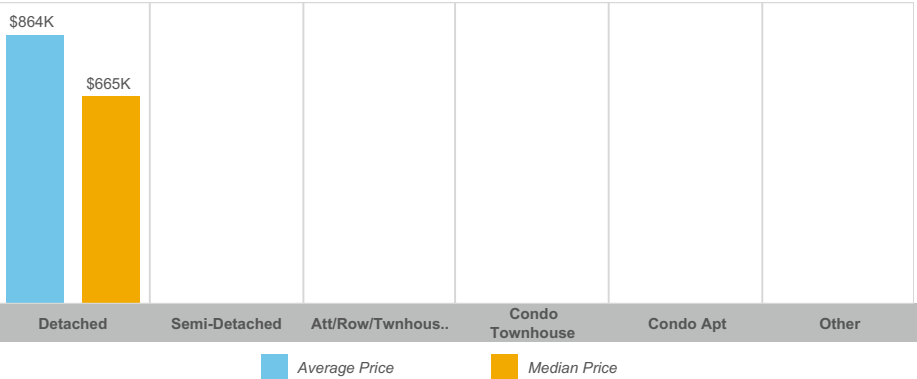 $864K
$665K
Detached
Semi-Detached
Att/Row/Twnhous..
Condo
Townhouse
Condo Apt
Other
Average Price
Median Price